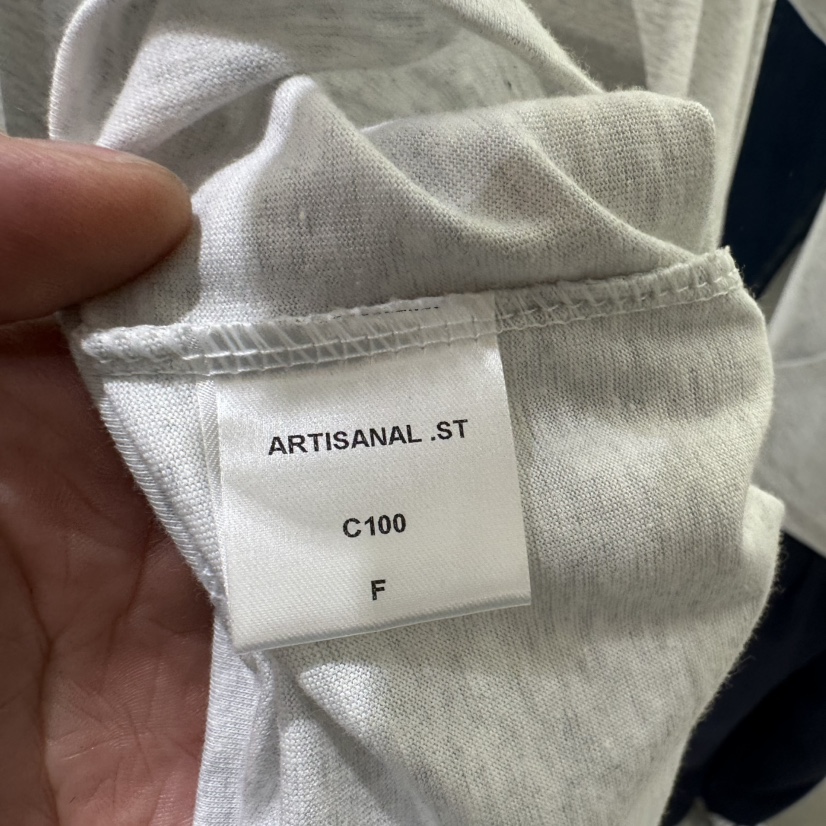 ARTISANAL .ST
C100
F